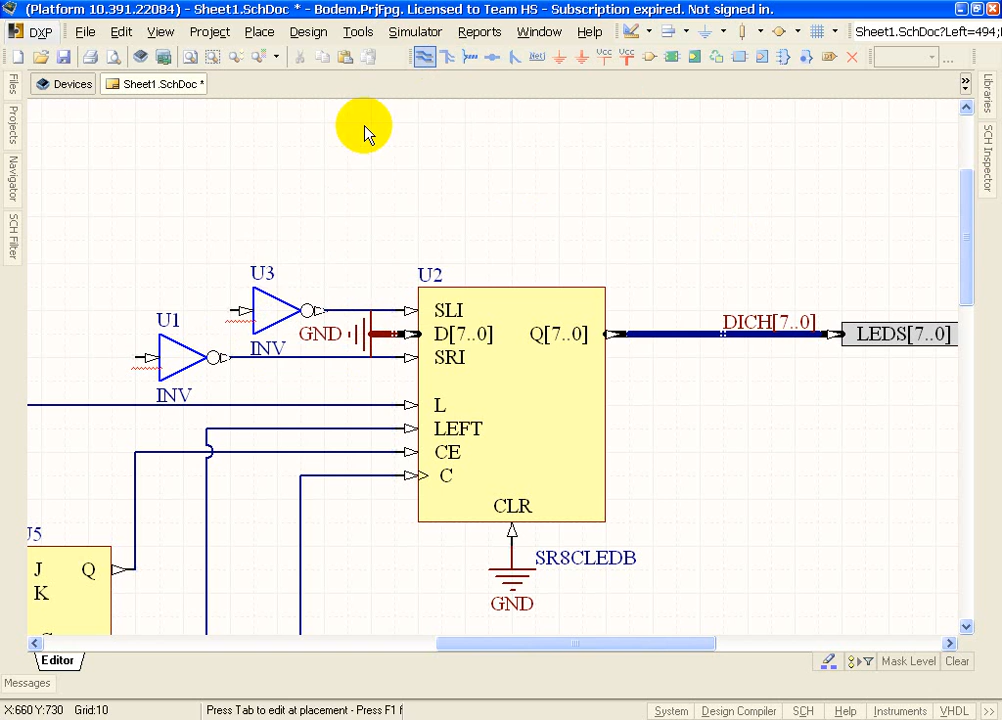 (Platform 10.391.22084) - Sheet1.SchDoc * - Bodem.PrjFpg. Licensed to Team HS - Subscription expired. Not signed in.
DXP File Edit View Project Place Design Tools Simulator Reports Window Help Sheet1.SchDoc?Left=494;
Net Vcc Vcc ...
Devices Sheet1.SchDoc *
Files
Projects
Navigator
SCH Filter
Libraries
SCH Inspector
U3
U2
U1
SLI
GND
D[7..0]
Q[7..0]
DICH[7..0]
LEDS[7..0]
INV
SRI
INV
L
LEFT
CE
C
CLR
U5
SR8CLEDB
J
Q
K
GND
Editor
Mask Level Clear
Messages
X:660 Y:730 Grid:10
Press Tab to edit at placement - Press F1 f
System Design Compiler SCH Help Instruments VHDL >>